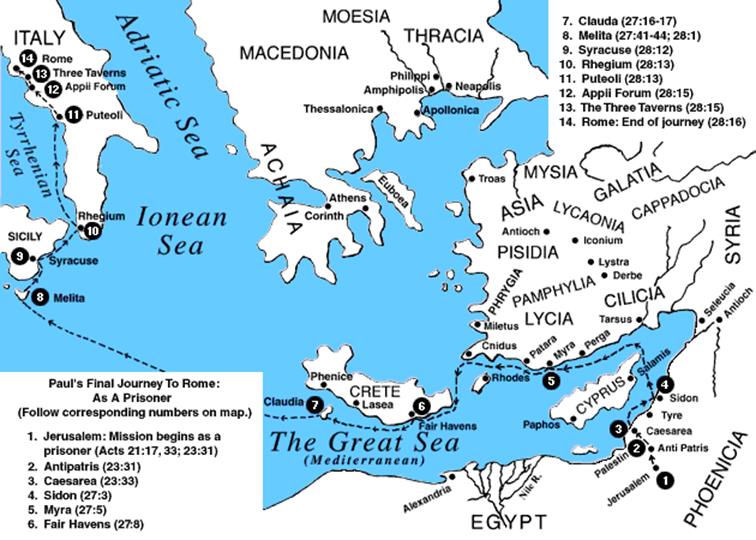 MOESIA
THRACIA
MACEDONIA
ITALY
Adriatic Sea
14 Rome
13 Three Taverns
12 Appii Forum
11 Puteoli
Tyrrhenian
Sea
Philippi
Amphipolis
Neapolis
Thessalonica
Apollonica
7. Clauda (27:16-17)
8. Melita (27:41-44; 28:1)
9. Syracuse (28:12)
10. Rhegium (28:13)
11. Puteoli (28:13)
12. Appii Forum (28:15)
13. The Three Taverns (28:15)
14. Rome: End of journey (28:16)
ACHAIA
Athens
Corinth
Euboea
Troas
MYSIA
GALATIA
ASIA
LYCAONIA
CAPPADOCIA
Antioch
Iconium
PISIDIA
Lystra
Derbe
PHRYGIA
PAMPHYLIA
CILICIA
SYRIA
LYCIA
Tarsus
Seleucia
Antioch
Miletus
Cnidus
Patara
Myra
Perga
5
Rhodes
Ionean
Sea
Rhegium
10
SICILY
9
Syracuse
8 Melita
Phenice
CRETE
Lasea
Claudia 7
6
Fair Havens
The Great Sea
(Mediterranean)
CYPRUS
Salamis
Paphos
4
Sidon
Tyre
3
Caesarea
2
Anti Patris
Palestin
Jerusalem
1
PHOENICIA
Alexandria
Nile R.
EGYPT
Paul's Final Journey To Rome:
As A Prisoner
(Follow corresponding numbers on map.)
1. Jerusalem: Mission begins as a
prisoner (Acts 21:17, 33; 23:31)
2. Antipatris (23:31)
3. Caesarea (23:33)
4. Sidon (27:3)
5. Myra (27:5)
6. Fair Havens (27:8)